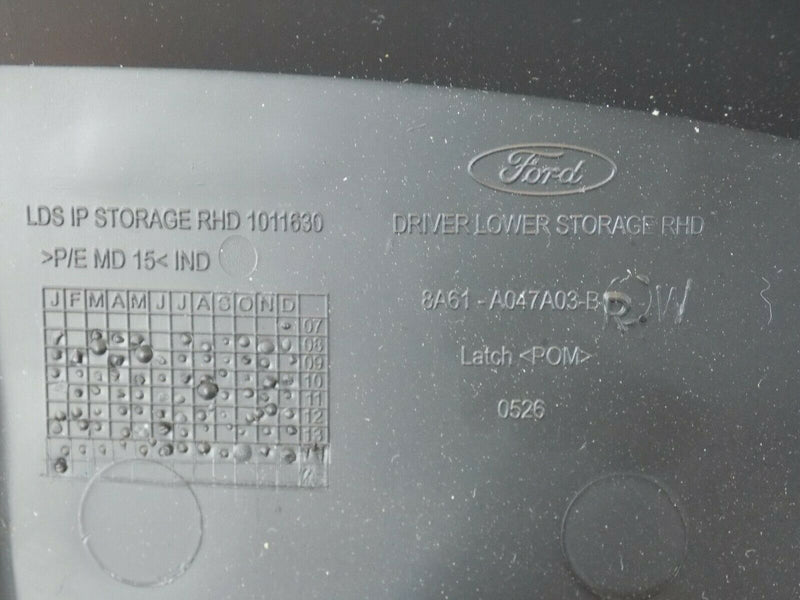 Ford
LDS IP STORAGE RHD 1011630
DRIVER LOWER STORAGE RHD
>P/E MD 15< IND
8A61 - A047A03-B
W
J F M A M J J A S O N D
07
08
09
10
11
12
13
Latch <POM>
0526